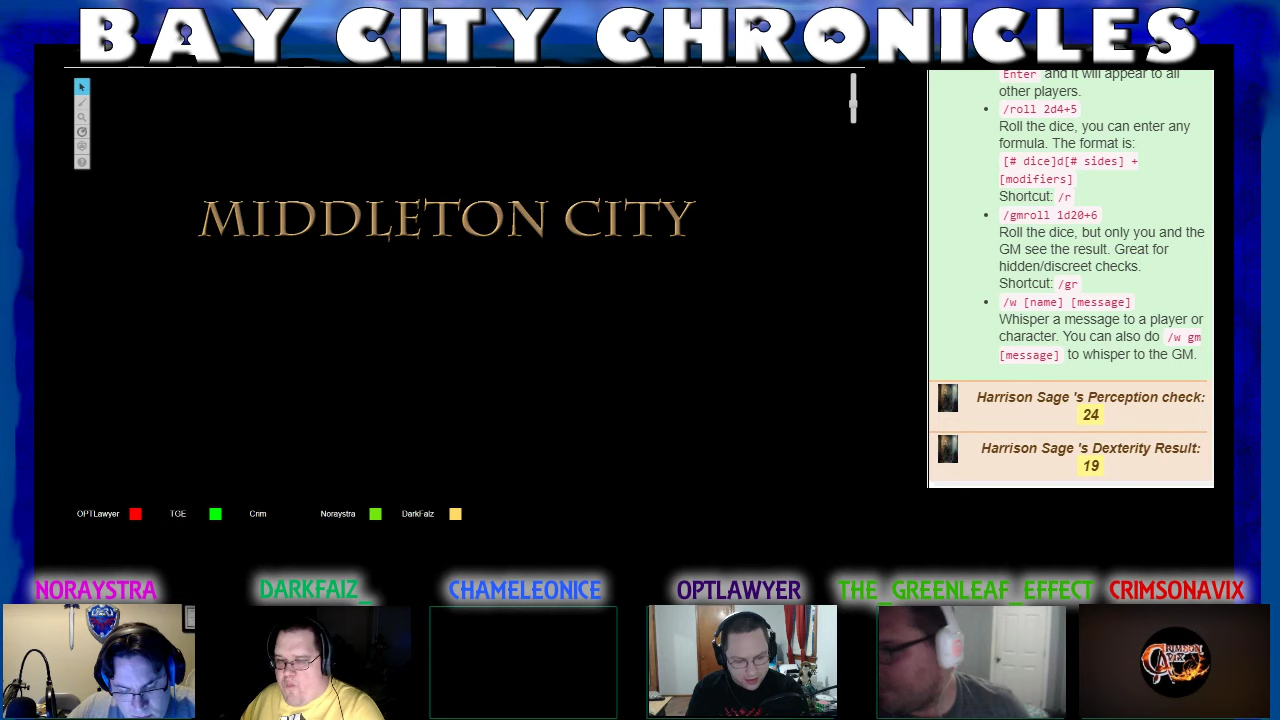 BAY CITY CHRONICLES
Enter and it will appear to all
other players.
/roll 2d4+5
Roll the dice, you can enter any
formula. The format is:
[# dice]d[# sides] +
[modifiers]
Shortcut: /r
/gmroll 1d20+6
Roll the dice, but only you and the
GM see the result. Great for
hidden/discreet checks.
Shortcut: /gr
/w [name] [message]
Whisper a message to a player or
character. You can also do /w gm
[message] to whisper to the GM.
Harrison Sage 's Perception check:
24
Harrison Sage 's Dexterity Result:
19
MIDDLETON CITY
OPTLawyer TGE Crim Noraystra DarkFaiz
NORAYSTRA DARKFAIZ_ CHAMELEONICE OPTLAWYER THE_GREENLEAF_EFFECT CRIMSONAVIX
CRIMSON
AVIX